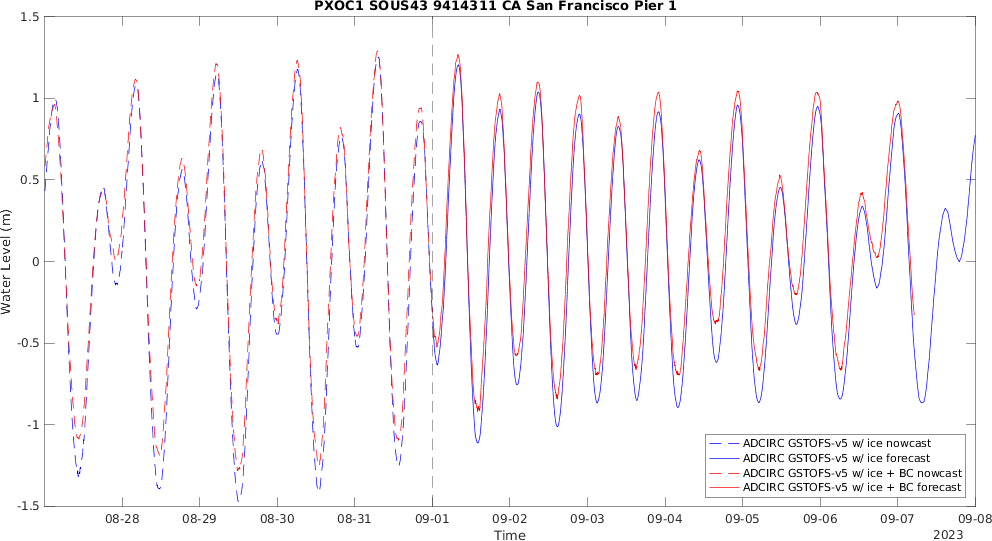 PXOC1 SOUS43 9414311 CA San Francisco Pier 1
1.5
1
0.5
0
-0.5
-1
-1.5
Water Level (m)
08-28
08-29
08-30
08-31
09-01
09-02
09-03
09-04
09-05
09-06
09-07
09-08
Time
2023
ADCIRC GSTOFS-v5 w/ ice nowcast
ADCIRC GSTOFS-v5 w/ ice forecast
ADCIRC GSTOFS-v5 w/ ice + BC nowcast
ADCIRC GSTOFS-v5 w/ ice + BC forecast